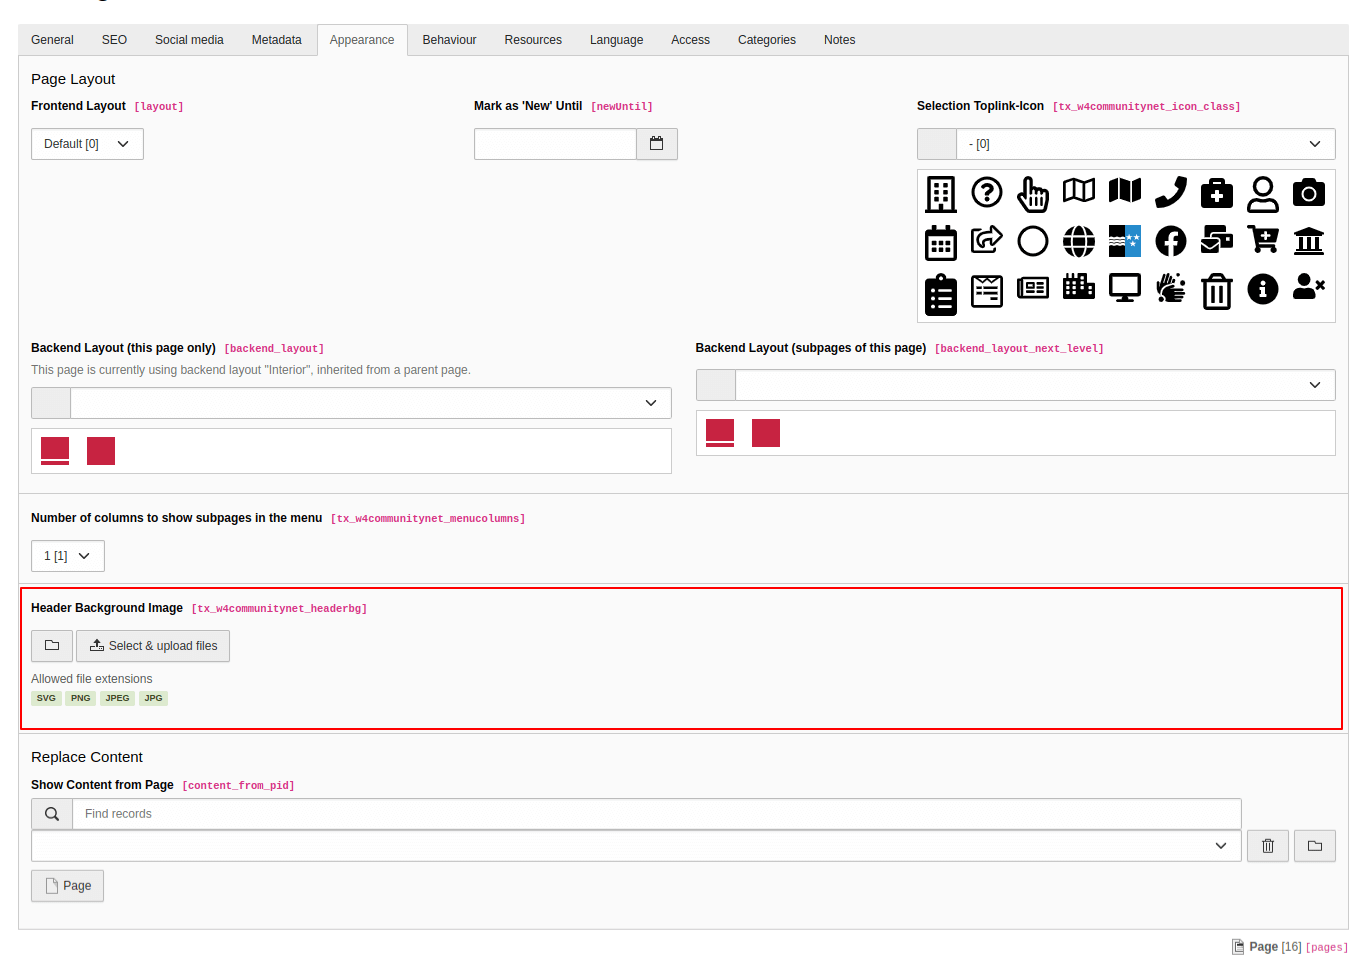 General SEO Social media Metadata Appearance Behaviour Resources Language Access Categories Notes
Page Layout
Frontend Layout [layout] Mark as 'New' Until [newUntil] Selection Toplink-Icon [tx_w4communitynet_icon_class]
Default [0] - [0]
Backend Layout (this page only) [backend_layout] Backend Layout (subpages of this page) [backend_layout_next_level]
This page is currently using backend layout "Interior", inherited from a parent page.
Number of columns to show subpages in the menu [tx_w4communitynet_menucolumns]
1 [1]
Header Background Image [tx_w4communitynet_headerbg]
Select & upload files
Allowed file extensions
SVG PNG JPEG JPG
Replace Content
Show Content from Page [content_from_pid]
Find records
Page
Page [16] [pages]